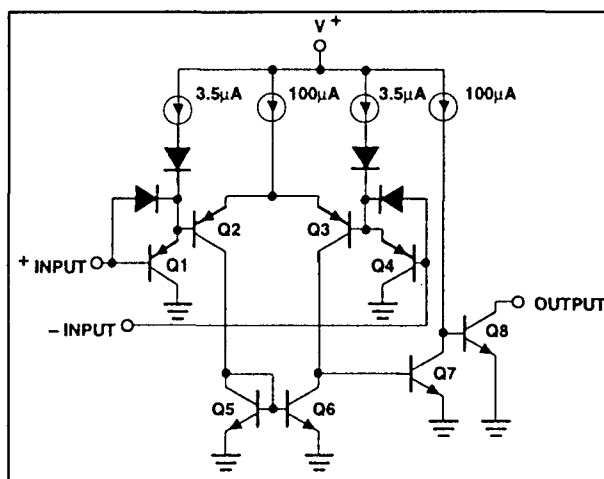 V+
3.5µA
100µA
3.5µA
100µA
Q2
Q3
+ INPUT
Q1
Q4
- INPUT
OUTPUT
Q8
Q7
Q5
Q6